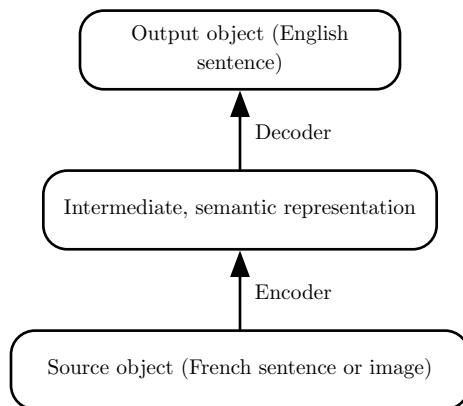 Output object (English
sentence)
Decoder
Intermediate, semantic representation
Encoder
Source object (French sentence or image)